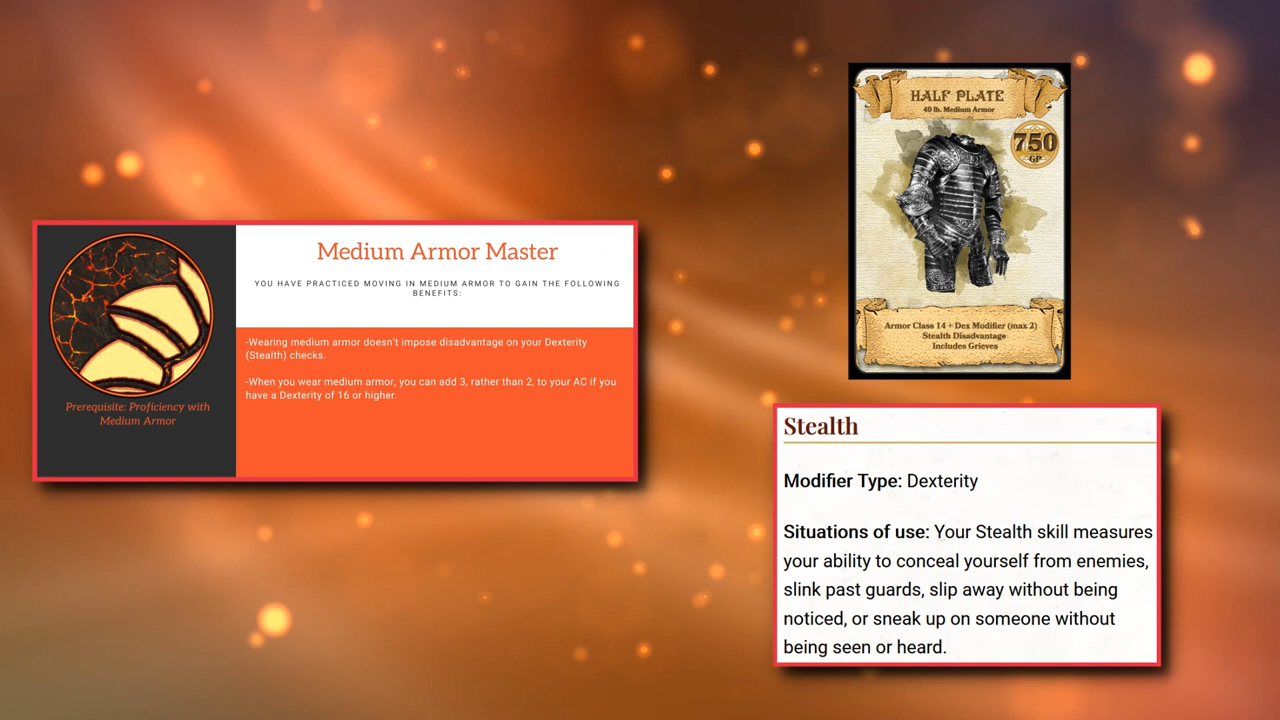 Medium Armor Master
YOU HAVE PRACTICED MOVING IN MEDIUM ARMOR TO GAIN THE FOLLOWING
BENEFITS:
-Wearing medium armor doesn't impose disadvantage on your Dexterity
(Stealth) checks.
-When you wear medium armor, you can add 3, rather than 2, to your AC if you
have a Dexterity of 16 or higher.
Prerequisite: Proficiency with
Medium Armor
HALF PLATE
40 lb. Medium Armor
750
GP
Armor Class 14 + Dex Modifier (max 2)
Stealth Disadvantage
Includes Grieves
Stealth
Modifier Type: Dexterity
Situations of use: Your Stealth skill measures
your ability to conceal yourself from enemies,
slink past guards, slip away without being
noticed, or sneak up on someone without
being seen or heard.